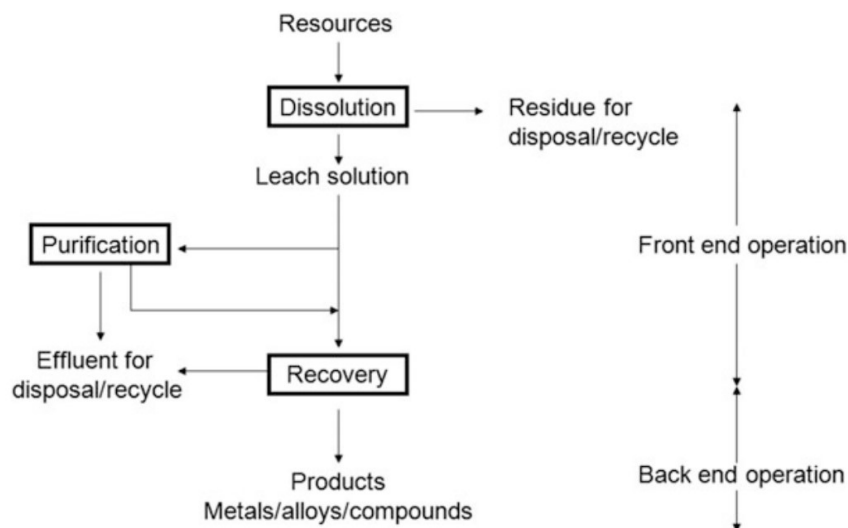 Resources
Dissolution
Residue for
disposal/recycle
Leach solution
Purification
Front end operation
Effluent for
disposal/recycle
Recovery
Products
Metals/alloys/compounds
Back end operation